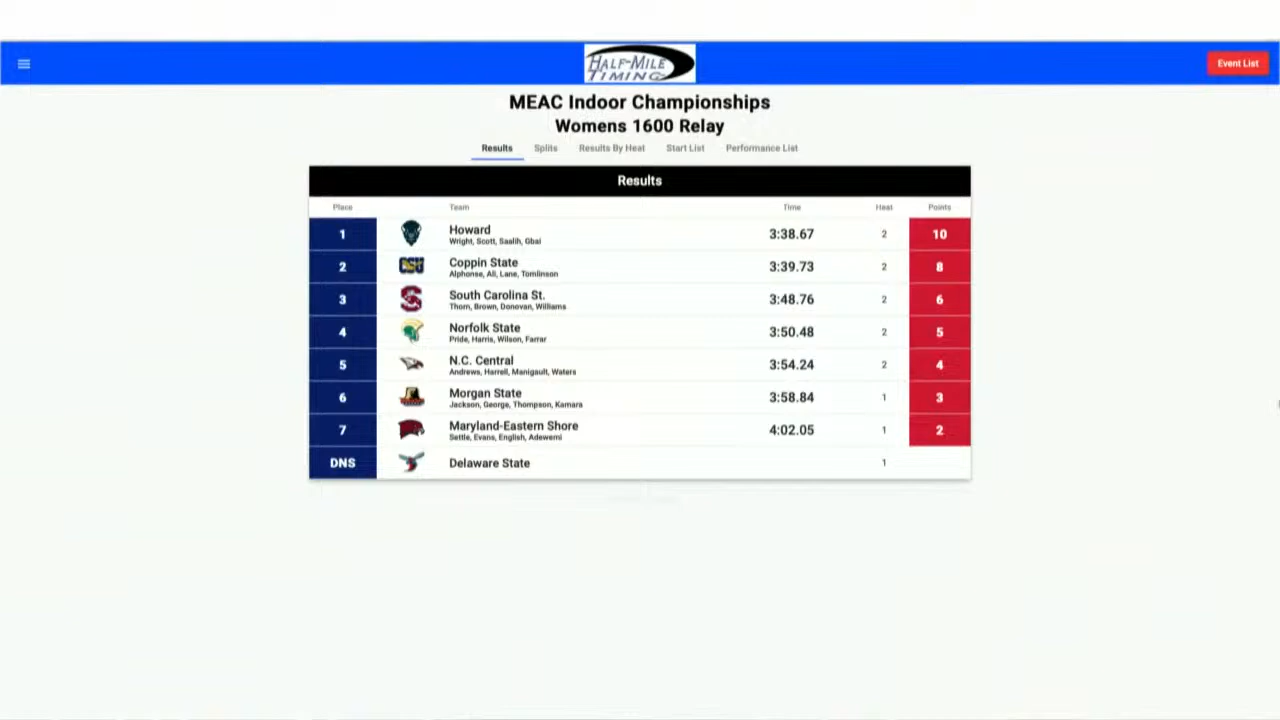 HALF-MILE
TIMING
Event List
MEAC Indoor Championships
Womens 1600 Relay
Results Splits Results By Heat Start List Performance List
Results
Place Team Time Heat Points
1 Howard 3:38.67 2 10
Wright, Scott, Saalih, Gbai
2 CSU Coppin State 3:39.73 2 8
Alphonse, Ali, Lane, Tomlinson
3 South Carolina St. 3:48.76 2 6
Thorn, Brown, Donovan, Williams
4 Norfolk State 3:50.48 2 5
Pride, Harris, Wilson, Farrar
5 N.C. Central 3:54.24 2 4
Andrews, Harrell, Manigault, Waters
6 Morgan State 3:58.84 1 3
Jackson, George, Thompson, Kamara
7 Maryland-Eastern Shore 4:02.05 1 2
Settle, Evans, English, Adewemi
DNS Delaware State 1